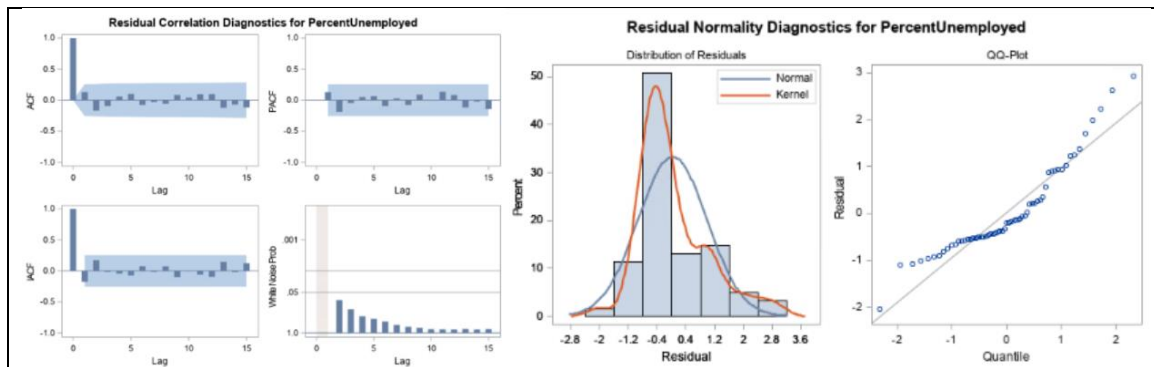 Residual Correlation Diagnostics for PercentUnemployed
1.0
0.5
0.0
-0.5
-1.0
ACF
0 5 10 15
Lag
1.0
0.5
0.0
-0.5
-1.0
PACF
0 5 10 15
Lag
1.0
0.5
0.0
-0.5
-1.0
IACF
0 5 10 15
Lag
.001
.05
1.0
White Noise Prob
0 5 10 15
Lag
Residual Normality Diagnostics for PercentUnemployed
Distribution of Residuals
50
40
30
20
10
0
Percent
Normal
Kernel
-2.8 -2 -1.2 -0.4 0.4 1.2 2 2.8 3.6
Residual
QQ-Plot
3
2
1
0
-1
-2
Residual
-2 -1 0 1 2
Quantile